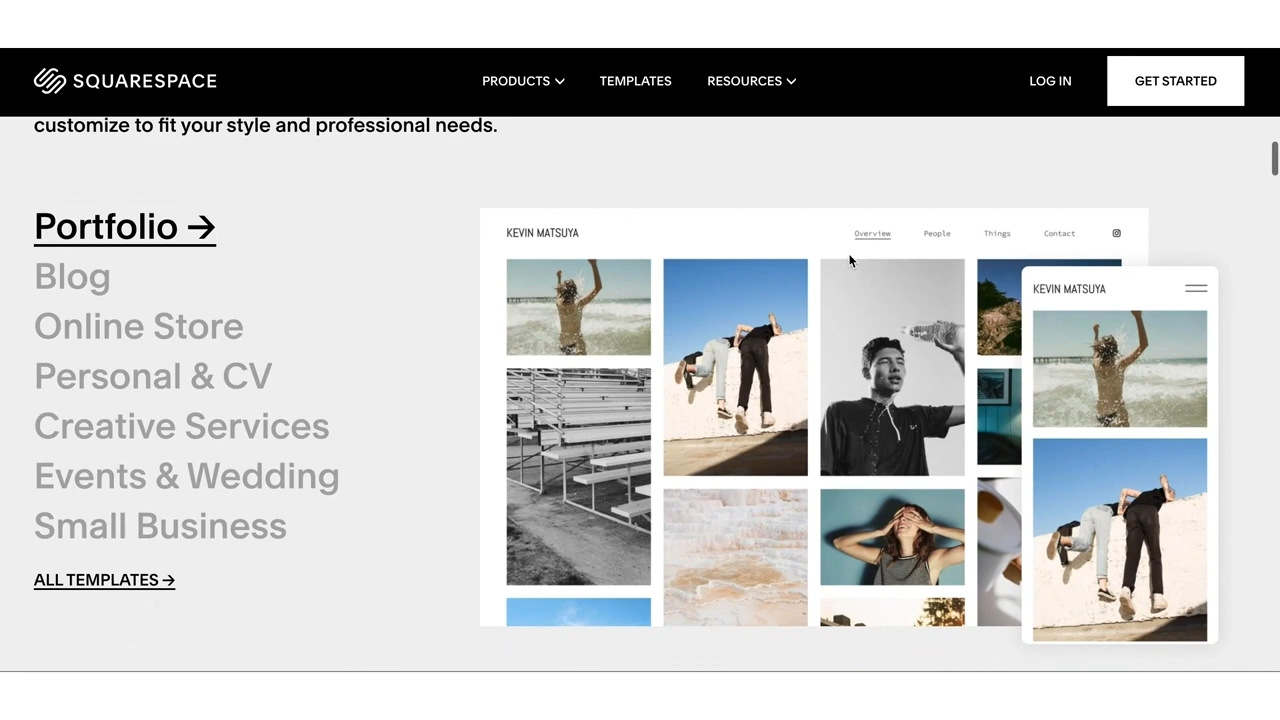 SQUARESPACE
PRODUCTS TEMPLATES RESOURCES
LOG IN GET STARTED
customize to fit your style and professional needs.
Portfolio →
Blog
Online Store
Personal & CV
Creative Services
Events & Wedding
Small Business
ALL TEMPLATES →
KEVIN MATSUYA
Overview People Things Contact
KEVIN MATSUYA